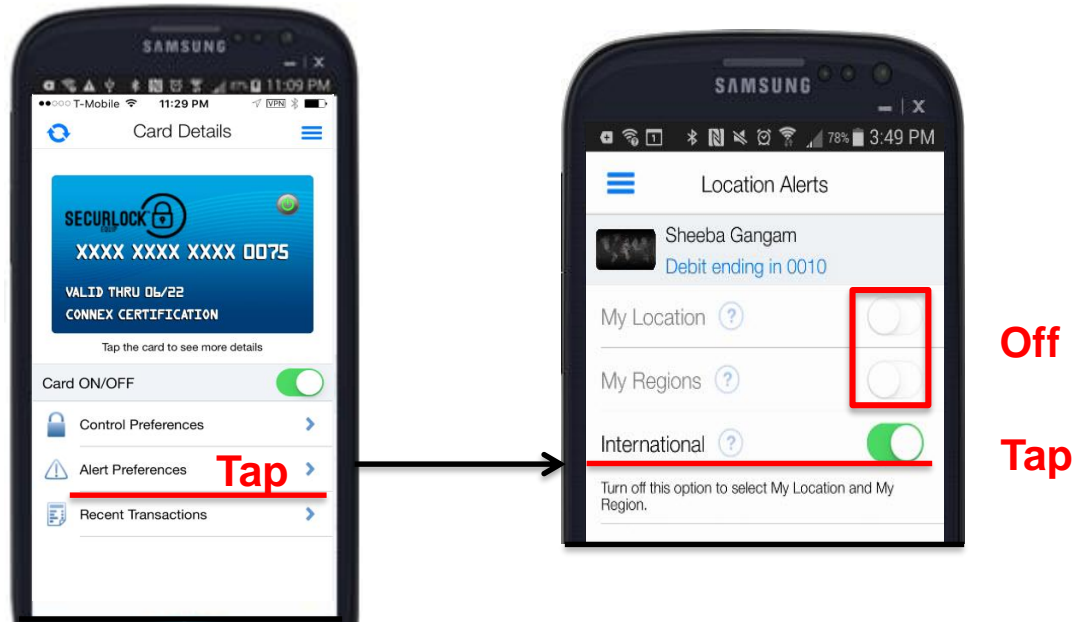 SAMSUNG
11:09 PM
T-Mobile 11:29 PM VPN
Card Details
SECURLOCK
EQUIP
XXXX XXXX XXXX 0075
VALID THRU 06/22
CONNEX CERTIFICATION
Tap the card to see more details
Card ON/OFF
Control Preferences
Alert Preferences
Tap
Recent Transactions
SAMSUNG
1 78% 3:49 PM
Location Alerts
Sheeba Gangam
Debit ending in 0010
My Location ?
My Regions ?
Off
International ?
Tap
Turn off this option to select My Location and My
Region.